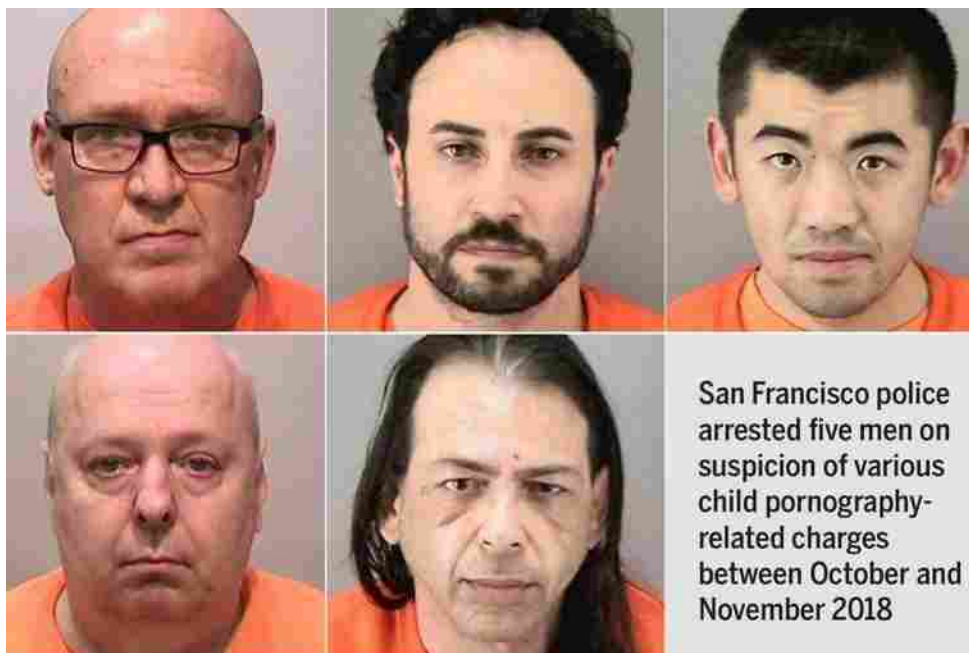 San Francisco police
arrested five men on
suspicion of various
child pornography-
related charges
between October and
November 2018